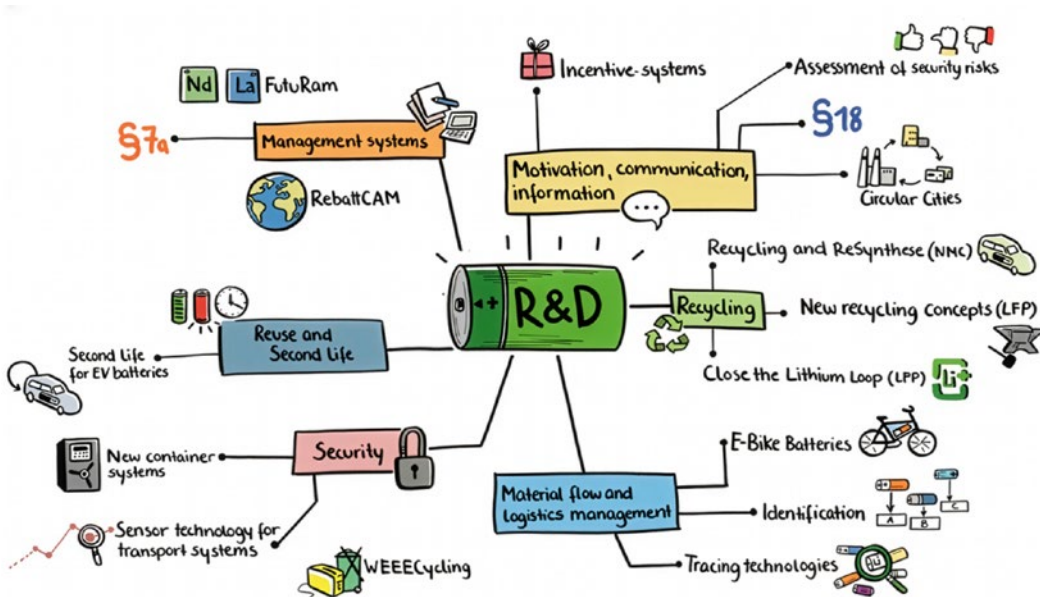 Nd La FutuRam
§7a
Management systems
RebattCAM
Incentive-systems
Assessment of security risks
§18
Motivation, communication,
information
Circular Cities
R&D
Recycling
Recycling and ReSynthese (NMC)
New recycling concepts (LFP)
Close the Lithium Loop (LPP)
Li
Reuse and
Second Life
Second Life
for EV batteries
Security
New container
systems
Sensor technology for
transport systems
WEEECycling
Material flow and
logistics management
E-Bike Batteries
Identification
A
B
C
Tracing technologies